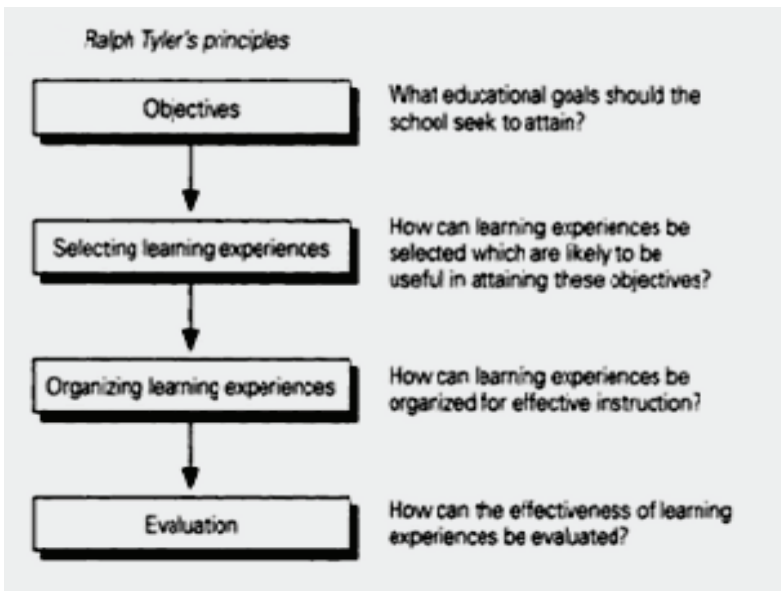 Ralph Tyler's principles
Objectives
What educational goals should the
school seek to attain?
Selecting learning experiences
How can learning experiences be
selected which are likely to be
useful in attaining these objectives?
Organizing learning experiences
How can learning experiences be
organized for effective instruction?
Evaluation
How can the effectiveness of learning
experiences be evaluated?